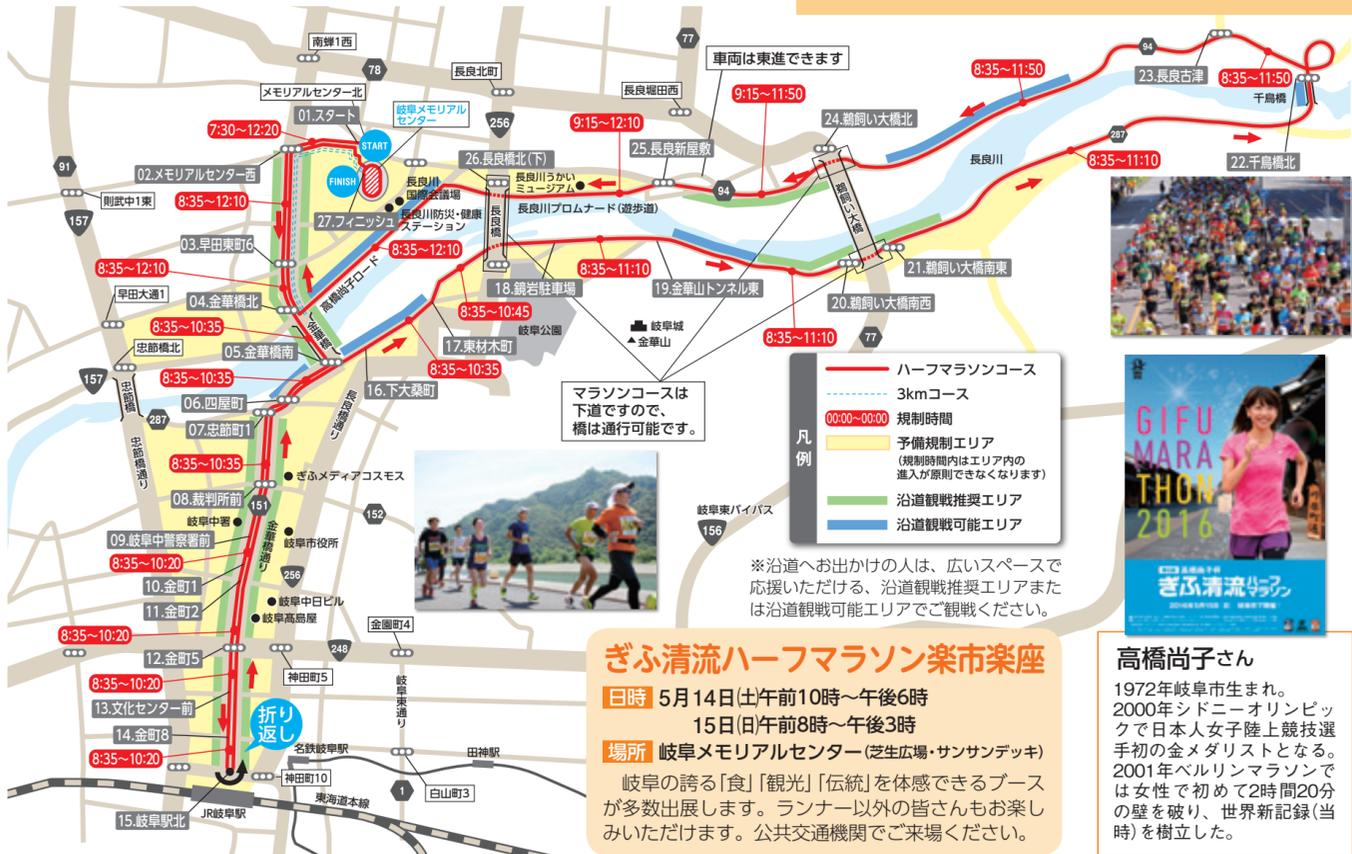 南蝉1西
78
77
長良北町
車両は東進できます
94
23.長良古津
8:35〜11:50
千鳥橋
メモリアルセンター北
01.スタート
岐阜メモリアル
センター
7:30〜12:20
START
FINISH
256
長良堀田西
9:15〜11:50
8:35〜11:50
24.鵜飼い大橋北
9:15〜12:10
25.長良新屋敷
26.長良橋北(下)
長良川うかい
ミュージアム
94
長良川
287
8:35〜11:10
22.千鳥橋北
91
則武中1東
157
02.メモリアルセンター西
8:35〜12:10
長良川
国際会議場
27.フィニッシュ
長良川防災・健康
ステーション
長良橋
長良川プロムナード(遊歩道)
鵜飼い大橋
03.早田東町6
8:35〜12:10
8:35〜12:10
高橋尚子ロード
8:35〜11:10
21.鵜飼い大橋南東
早田大通1
04.金華橋北
18.鏡岩駐車場
19.金華山トンネル東
20.鵜飼い大橋南西
8:35〜10:35
金華橋
8:35〜10:45
岐阜公園
岐阜城
金華山
8:35〜11:10
77
忠節橋北
05.金華橋南
17.東材木町
8:35〜10:35
8:35〜10:35
157
忠節橋
06.四屋町
16.下大桑町
287
07.忠節町1
長良橋通り
マラソンコースは
下道ですので、
橋は通行可能です。
忠節橋通り
8:35〜10:35
ぎふメディアコスモス
08.裁判所前
151
152
岐阜中署
09.岐阜中警察署前
金華橋通り
岐阜市役所
8:35〜10:20
10.金町1
256
11.金町2
岐阜中日ビル
岐阜髙島屋
8:35〜10:20
金園町4
12.金町5
248
神田町5
8:35〜10:20
13.文化センター前
岐阜東通り
折り
返し
14.金町8
8:35〜10:20
名鉄岐阜駅
田神駅
神田町10
1
白山町3
JR岐阜駅
東海道本線
15.岐阜駅北
凡例
ハーフマラソンコース
3kmコース
00:00〜00:00 規制時間
予備規制エリア
(規制時間内はエリア内の
進入が原則できなくなります)
沿道観戦推奨エリア
沿道観戦可能エリア
岐阜東バイパス
156
※沿道へお出かけの人は、広いスペースで
応援いただける、沿道観戦推奨エリアまた
は沿道観戦可能エリアでご観戦ください。
ぎふ清流ハーフマラソン楽市楽座
日時 5月14日(土)午前10時〜午後6時
15日(日)午前8時〜午後3時
場所 岐阜メモリアルセンター(芝生広場・サンサンデッキ)
岐阜の誇る「食」「観光」「伝統」を体感できるブース
が多数出展します。ランナー以外の皆さんもお楽し
みいただけます。公共交通機関でご来場ください。
GIFU
MARA
THON
2016
高橋尚子杯
ぎふ清流ハーフ
マラソン
高橋尚子さん
1972年岐阜市生まれ。
2000年シドニーオリンピッ
クで日本人女子陸上競技選
手初の金メダリストとなる。
2001年ベルリンマラソンで
は女性で初めて2時間20分
の壁を破り、世界新記録(当
時)を樹立した。